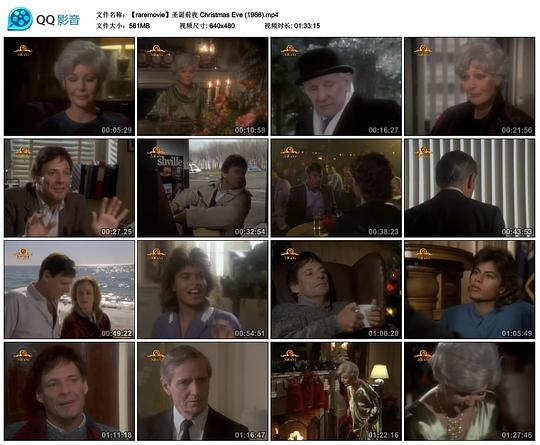 QQ影音
文件名称: 【raremovie】圣诞前夜 Christmas Eve (1986).mp4
文件大小: 561MB 视频尺寸: 640x480 视频时长: 01:33:15
00:05:29 00:10:58 00:16:27 00:21:56
sitville
00:27:25 00:32:54 00:38:23 00:43:53
00:49:22 00:54:51 01:00:20 01:05:49
01:11:18 01:16:47 01:22:16 01:27:46